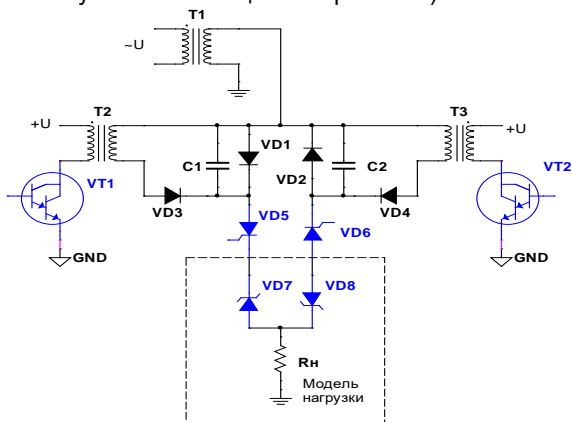 T1
~U
T2
T3
+U
+U
VD1
C1
C2
VD2
VT1
VT2
VD3
VD4
VD5
VD6
GND
GND
VD7
VD8
Rн
Модель
нагрузки